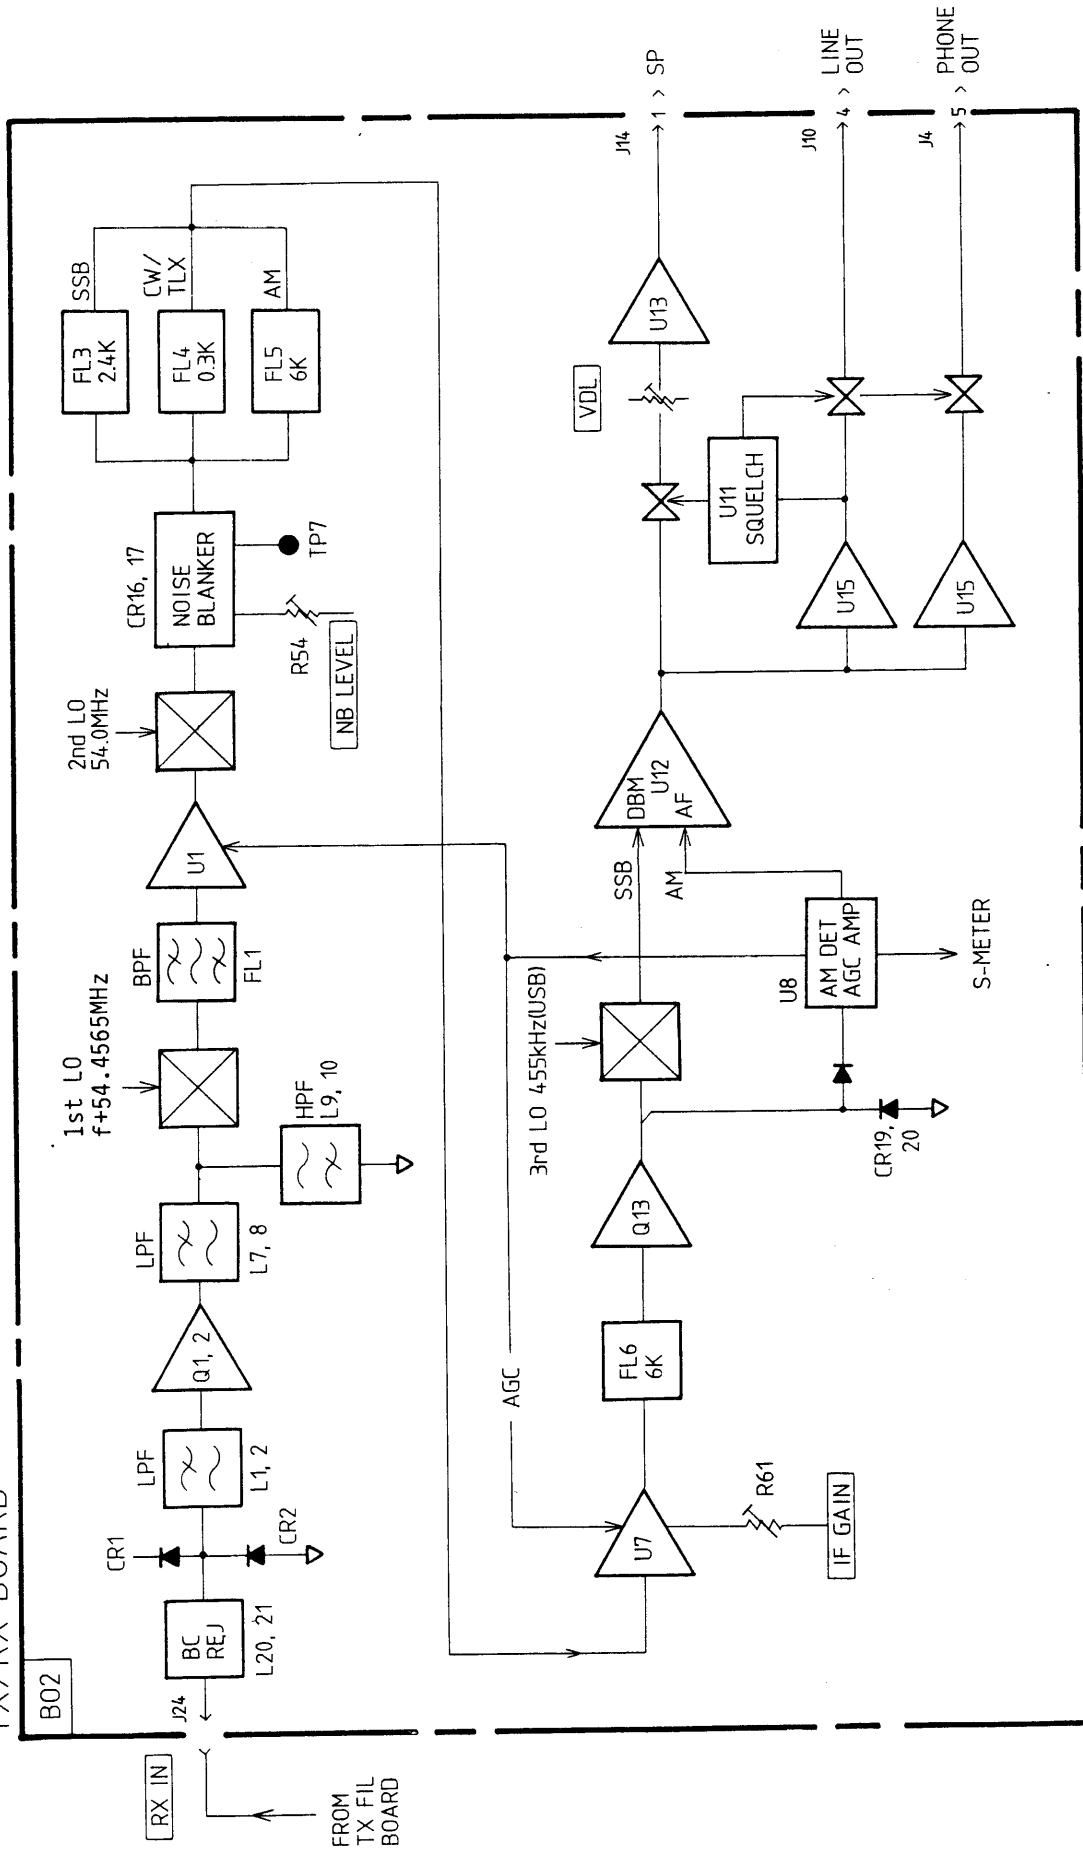 TX/RX BOARD
B02
RX IN
FROM
TX FIL
BOARD
J24
BC
REJ
L20, 21
CR1
CR2
LPF
L1, 2
Q1, 2
LPF
L7, 8
HPF
L9, 10
1st LO
f+54.4565MHz
BPF
FL1
U1
2nd LO
54.0MHz
CR16, 17
NOISE
BLANKER
R54
NB LEVEL
TP7
FL3
2.4K
SSB
FL4
0.3K
CW/
TLX
FL5
6K
AM
AGC
U7
R61
IF GAIN
FL6
6K
Q13
3rd LO 455kHz(USB)
CR19,
20
U8
AM DET
AGC AMP
S-METER
SSB
AM
DBM
U12
AF
U11
SQUELCH
VDL
U13
U15
U15
J14
1
SP
J10
4
LINE
OUT
J4
5
PHONE
OUT